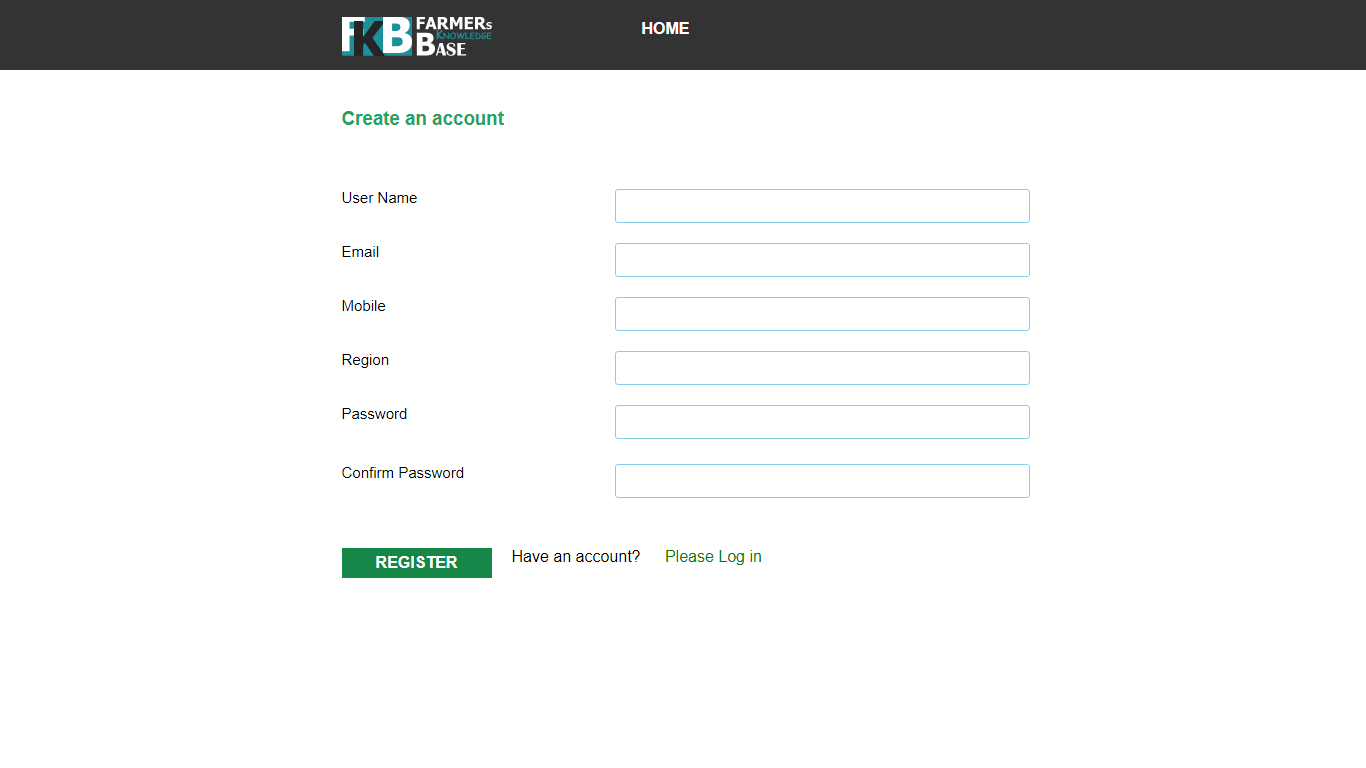 FKB FARMERs
KNOWLEDGE
BASE
HOME
Create an account
User Name
Email
Mobile
Region
Password
Confirm Password
REGISTER Have an account? Please Log in